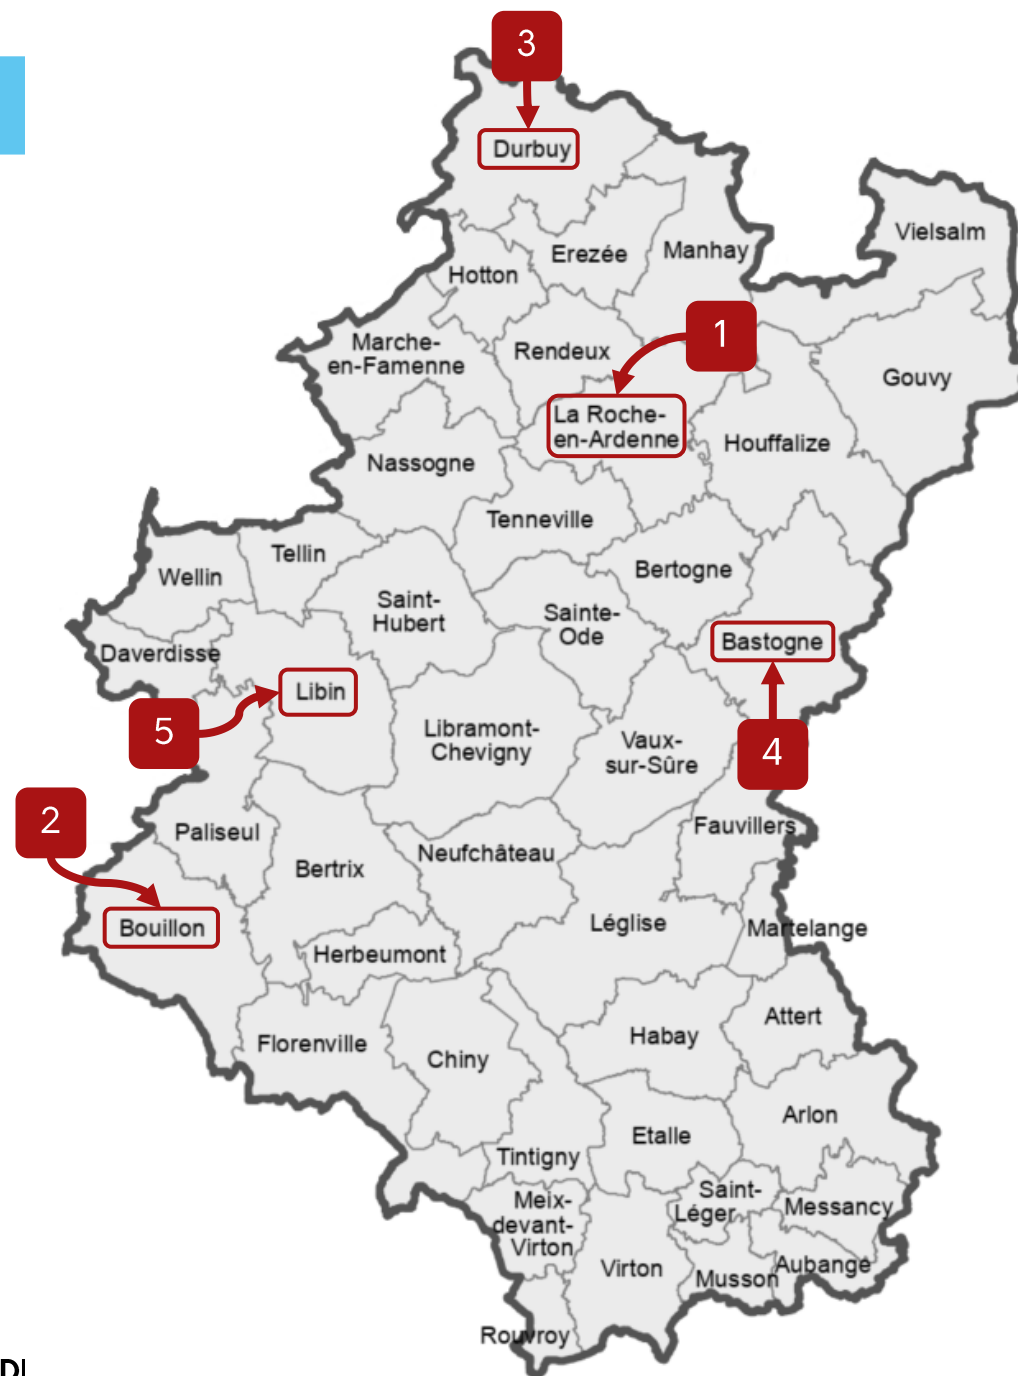 3
Durbuy
Vielsalm
Erezée
Manhay
Hotton
1
Marche-
en-Famenne
Rendeux
Gouvy
La Roche-
en-Ardenne
Houffalize
Nassogne
Tenneville
Tellin
Wellin
Bertogne
Saint-
Hubert
Sainte-
Ode
Bastogne
Daverdisse
Libin
5
Libramont-
Chevigny
Vaux-
sur-Sûre
4
2
Paliseul
Fauvillers
Neufchâteau
Bertrix
Bouillon
Léglise
Martelange
Herbeumont
Attert
Habay
Florenville
Chiny
Arlon
Etalle
Tintigny
Saint-
Léger
Messancy
Meix-
devant-
Virton
Virton
Aubange
Musson
Rouvroy